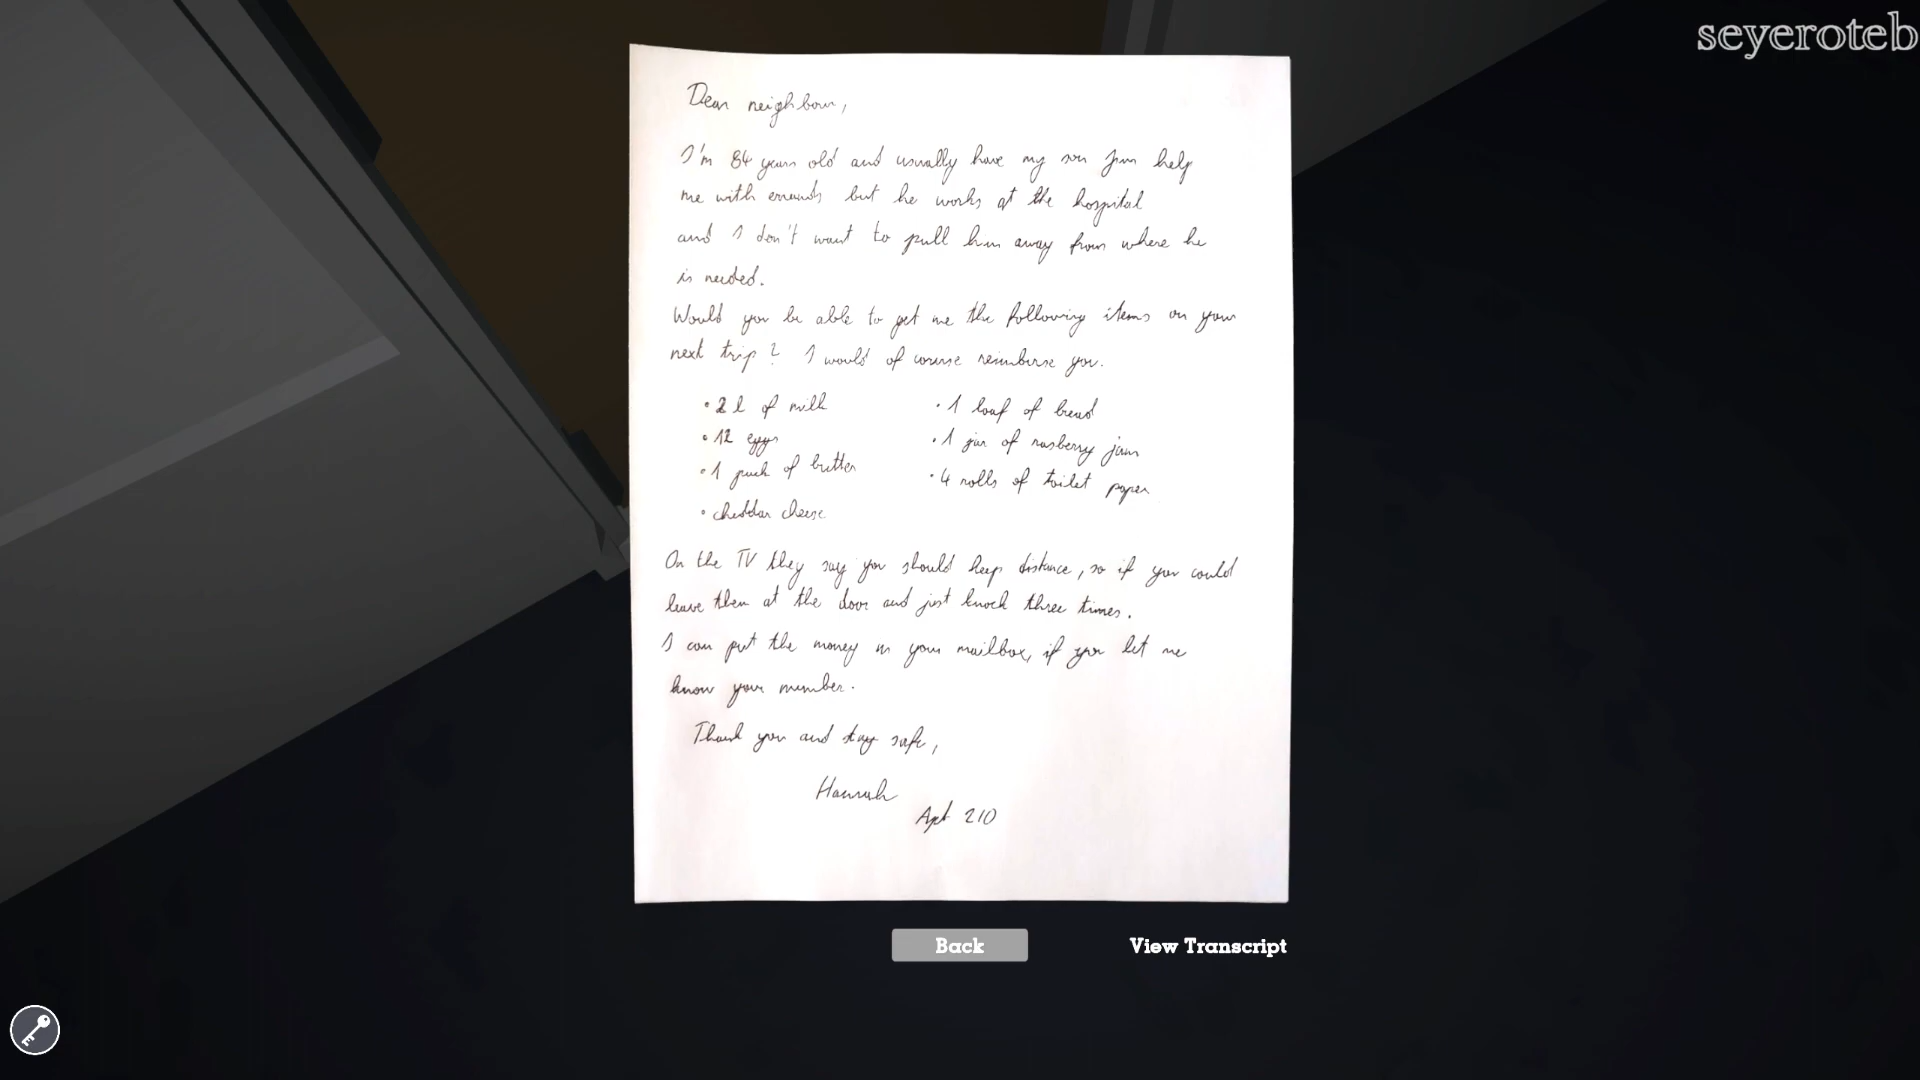 seyeroteb
Dear neighbour,
I'm 84 years old and usually have my son Jim help
me with errands but he works at the hospital
and I don't want to pull him away from where he
is needed.
Would you be able to get me the following items on your
next trip? I would of course reimburse you.
• 2 l of milk
• 12 eggs
• 1 pack of butter
• cheddar cheese
• 1 loaf of bread
• 1 jar of rasberry jam
• 4 rolls of toilet paper
On the TV they say you should keep distance, so if you could
leave them at the door and just knock three times.
I can put the money in your mailbox, if you let me
know your number.
Thank you and stay safe,
Hannah
Apt 210
Back
View Transcript